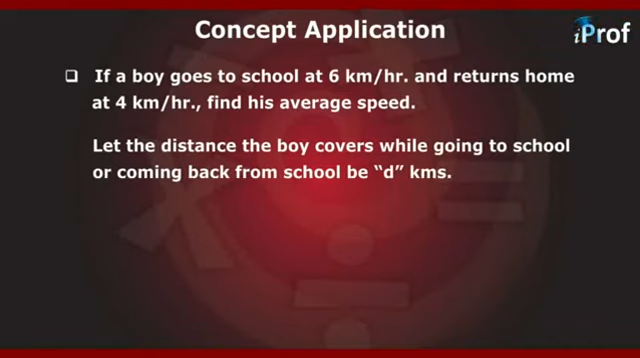 Concept Application
iProf
❑ If a boy goes to school at 6 km/hr. and returns home
at 4 km/hr., find his average speed.
Let the distance the boy covers while going to school
or coming back from school be “d” kms.